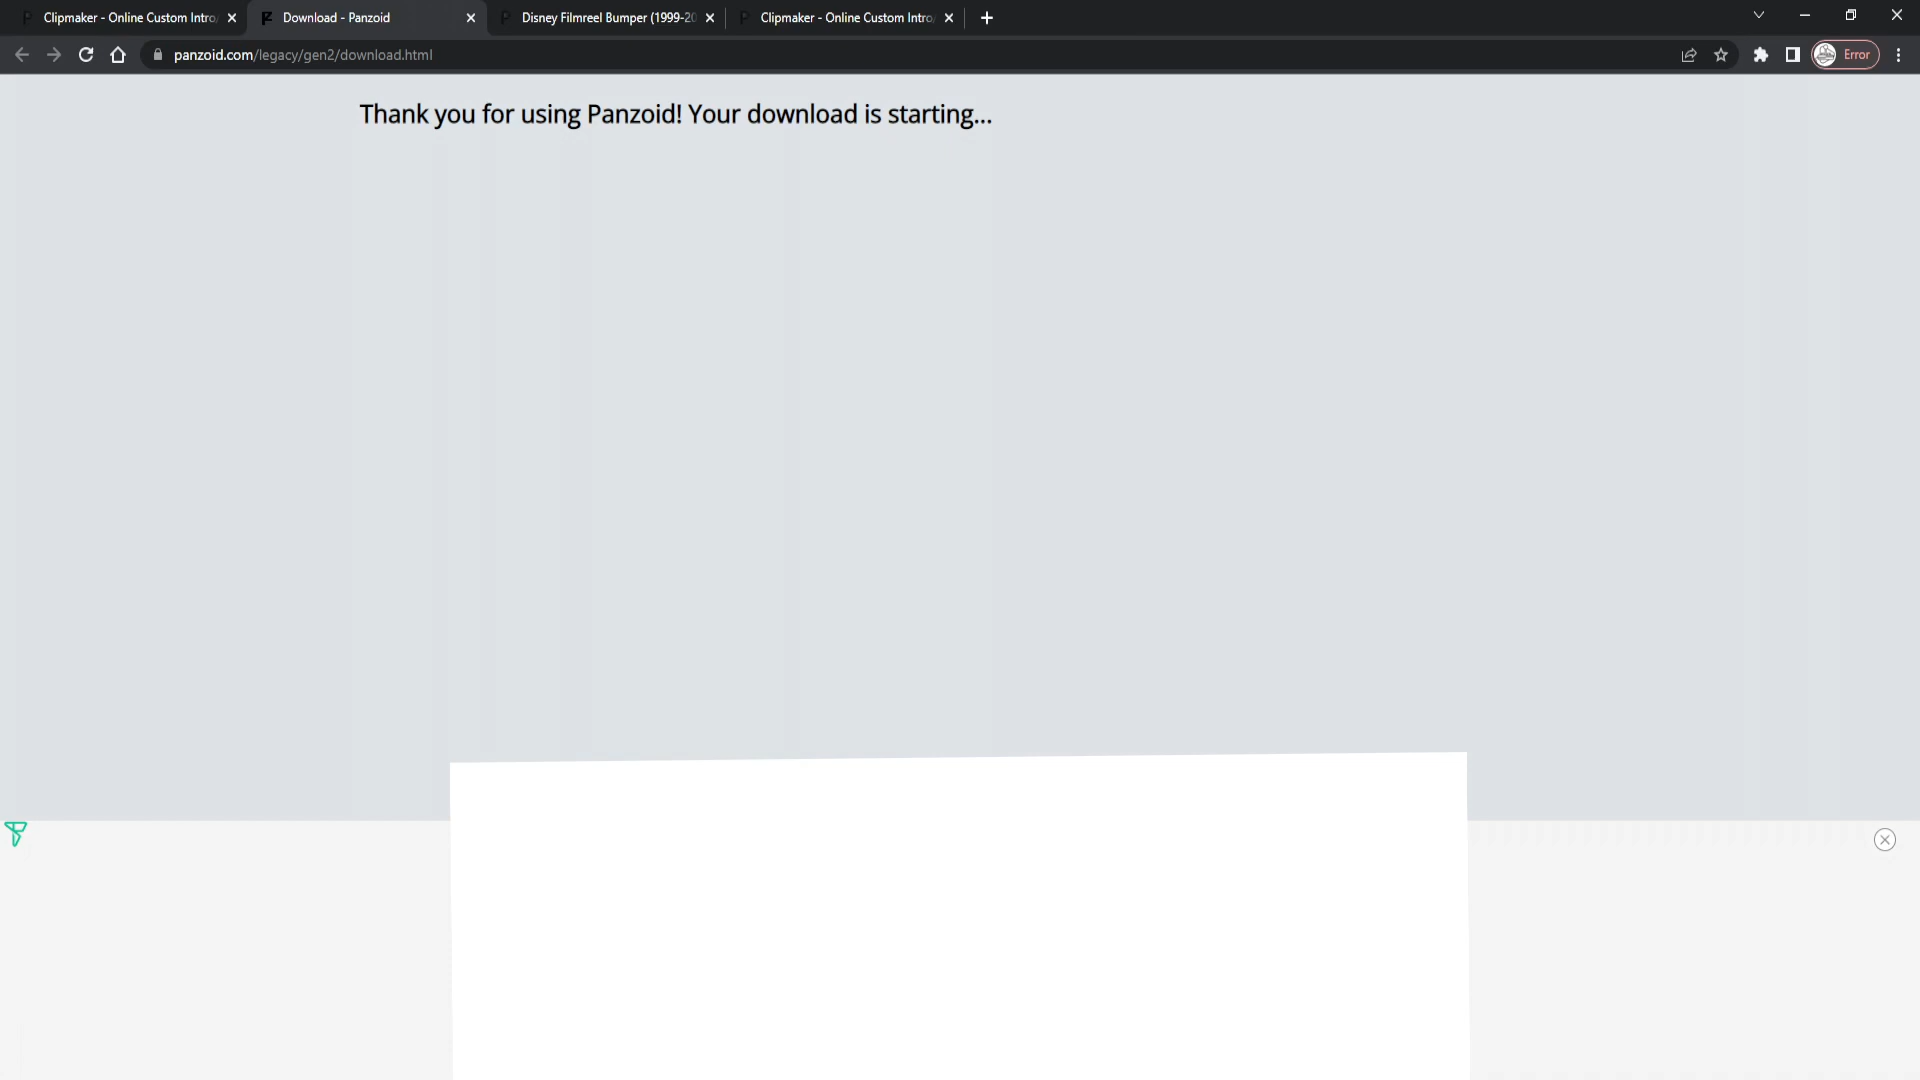 Clipmaker - Online Custom Intro
Download - Panzoid
Disney Filmreel Bumper (1999-20
Clipmaker - Online Custom Intro
panzoid.com/legacy/gen2/download.html
Error
Thank you for using Panzoid! Your download is starting...